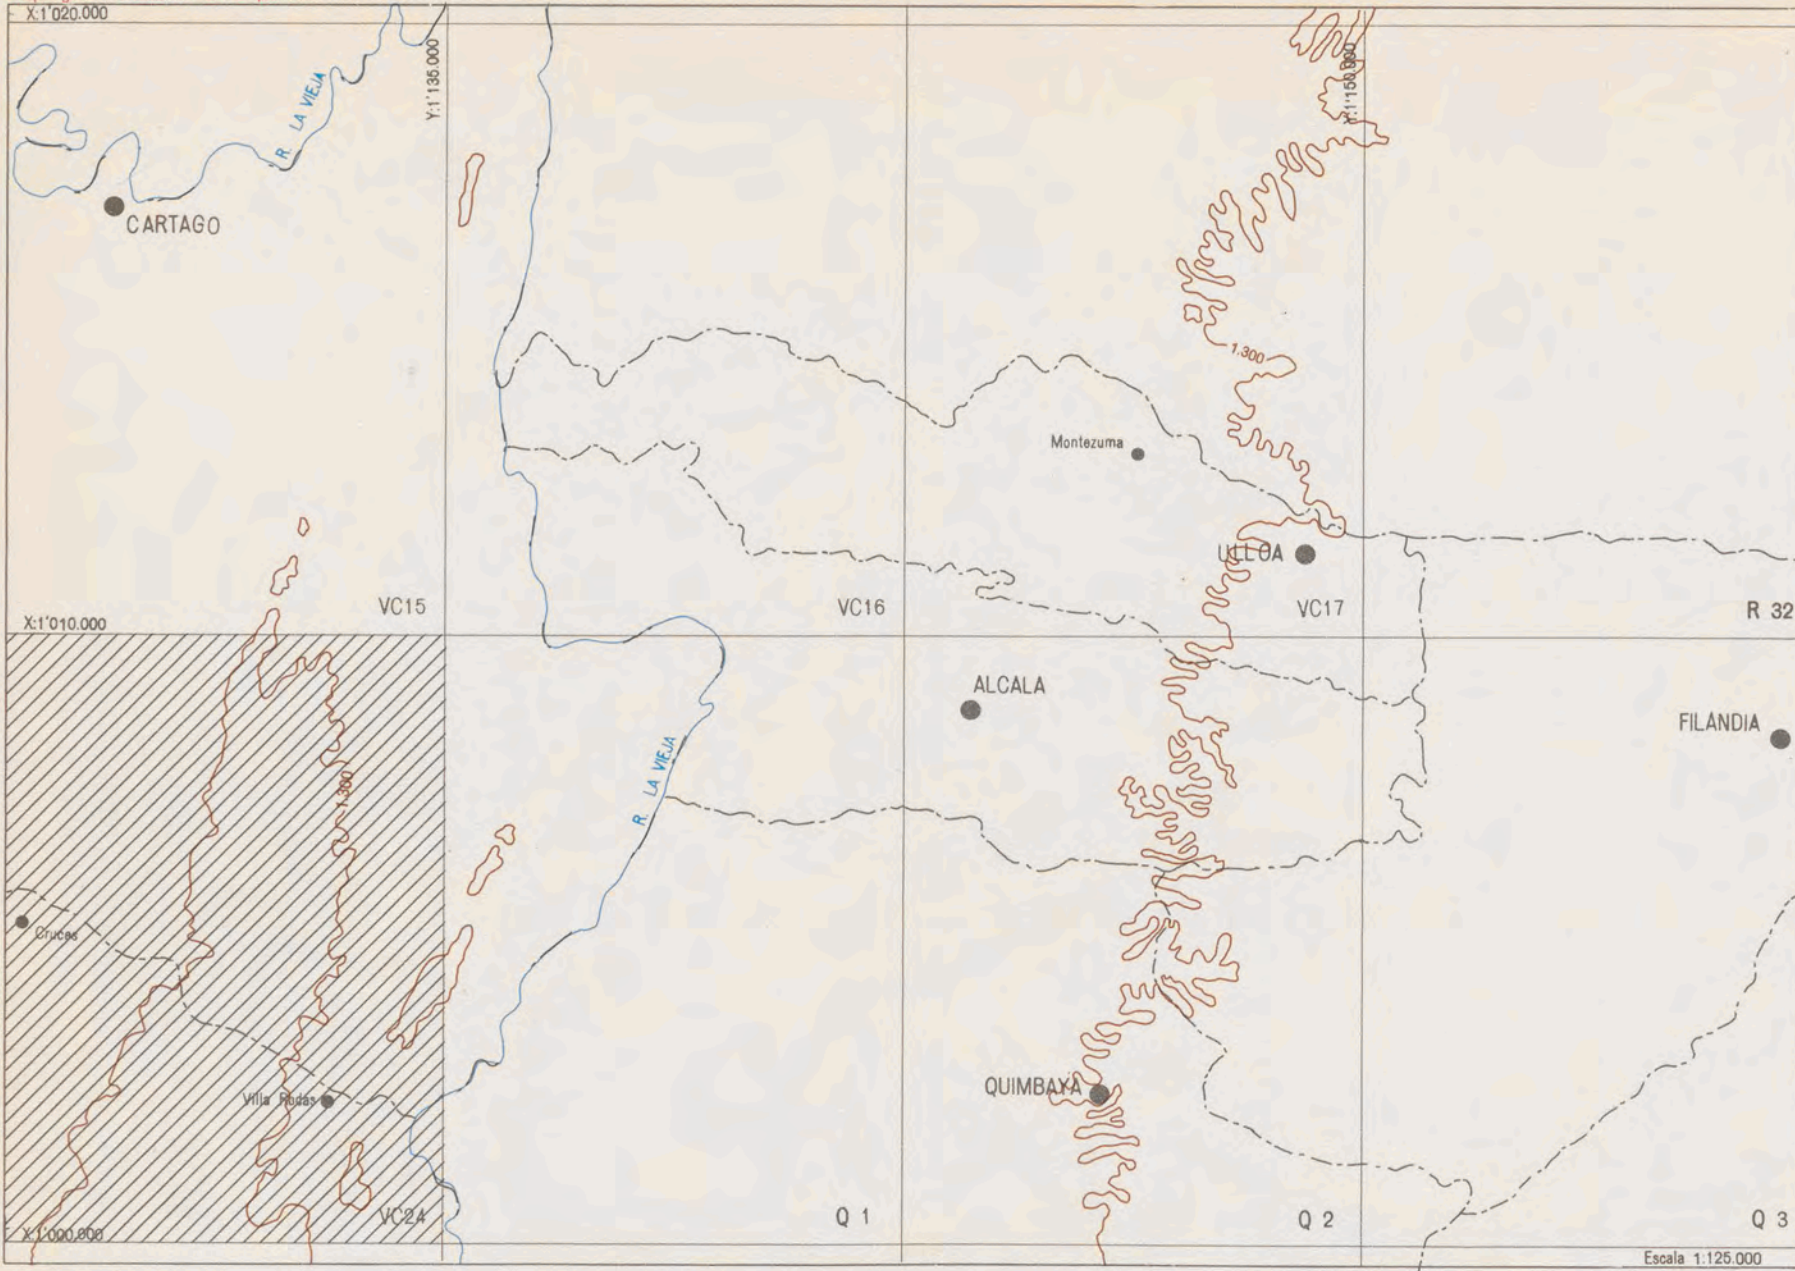 X:1'020.000
Y:1'135.000
Y:1'150.000
R. LA VIEJA
CARTAGO
1.300
Montezuma
ULLOA
VC15
VC16
VC17
R 32
X:1'010.000
ALCALA
FILANDIA
R. LA VIEJA
1.300
Cruces
QUIMBAYA
Villa Rodas
VC24
Q 1
Q 2
Q 3
X:1'000.000
Escala 1:125.000